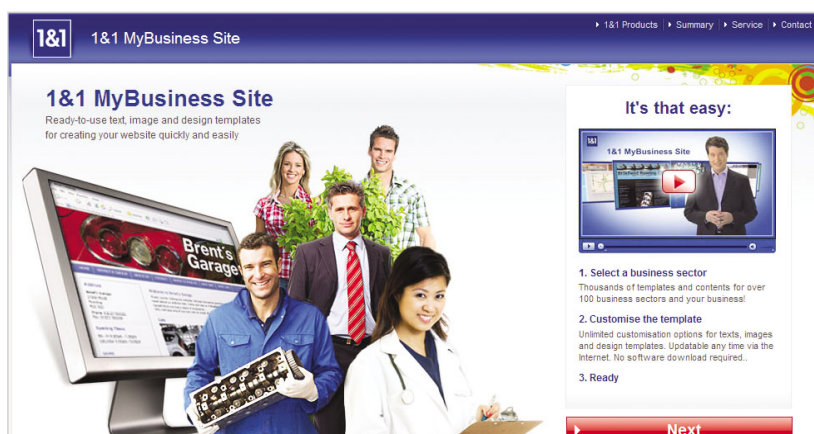 1&1
1&1 MyBusiness Site
1&1 Products
Summary
Service
Contact
1&1 MyBusiness Site
Ready-to-use text, image and design templates
for creating your website quickly and easily
Brent's
Garage
It's that easy:
1&1
1&1 MyBusiness Site
1. Select a business sector
Thousands of templates and contents for over
100 business sectors and your business!
2. Customise the template
Unlimited customisation options for texts, images
and design templates. Updatable any time via the
Internet. No software download required..
3. Ready
Next